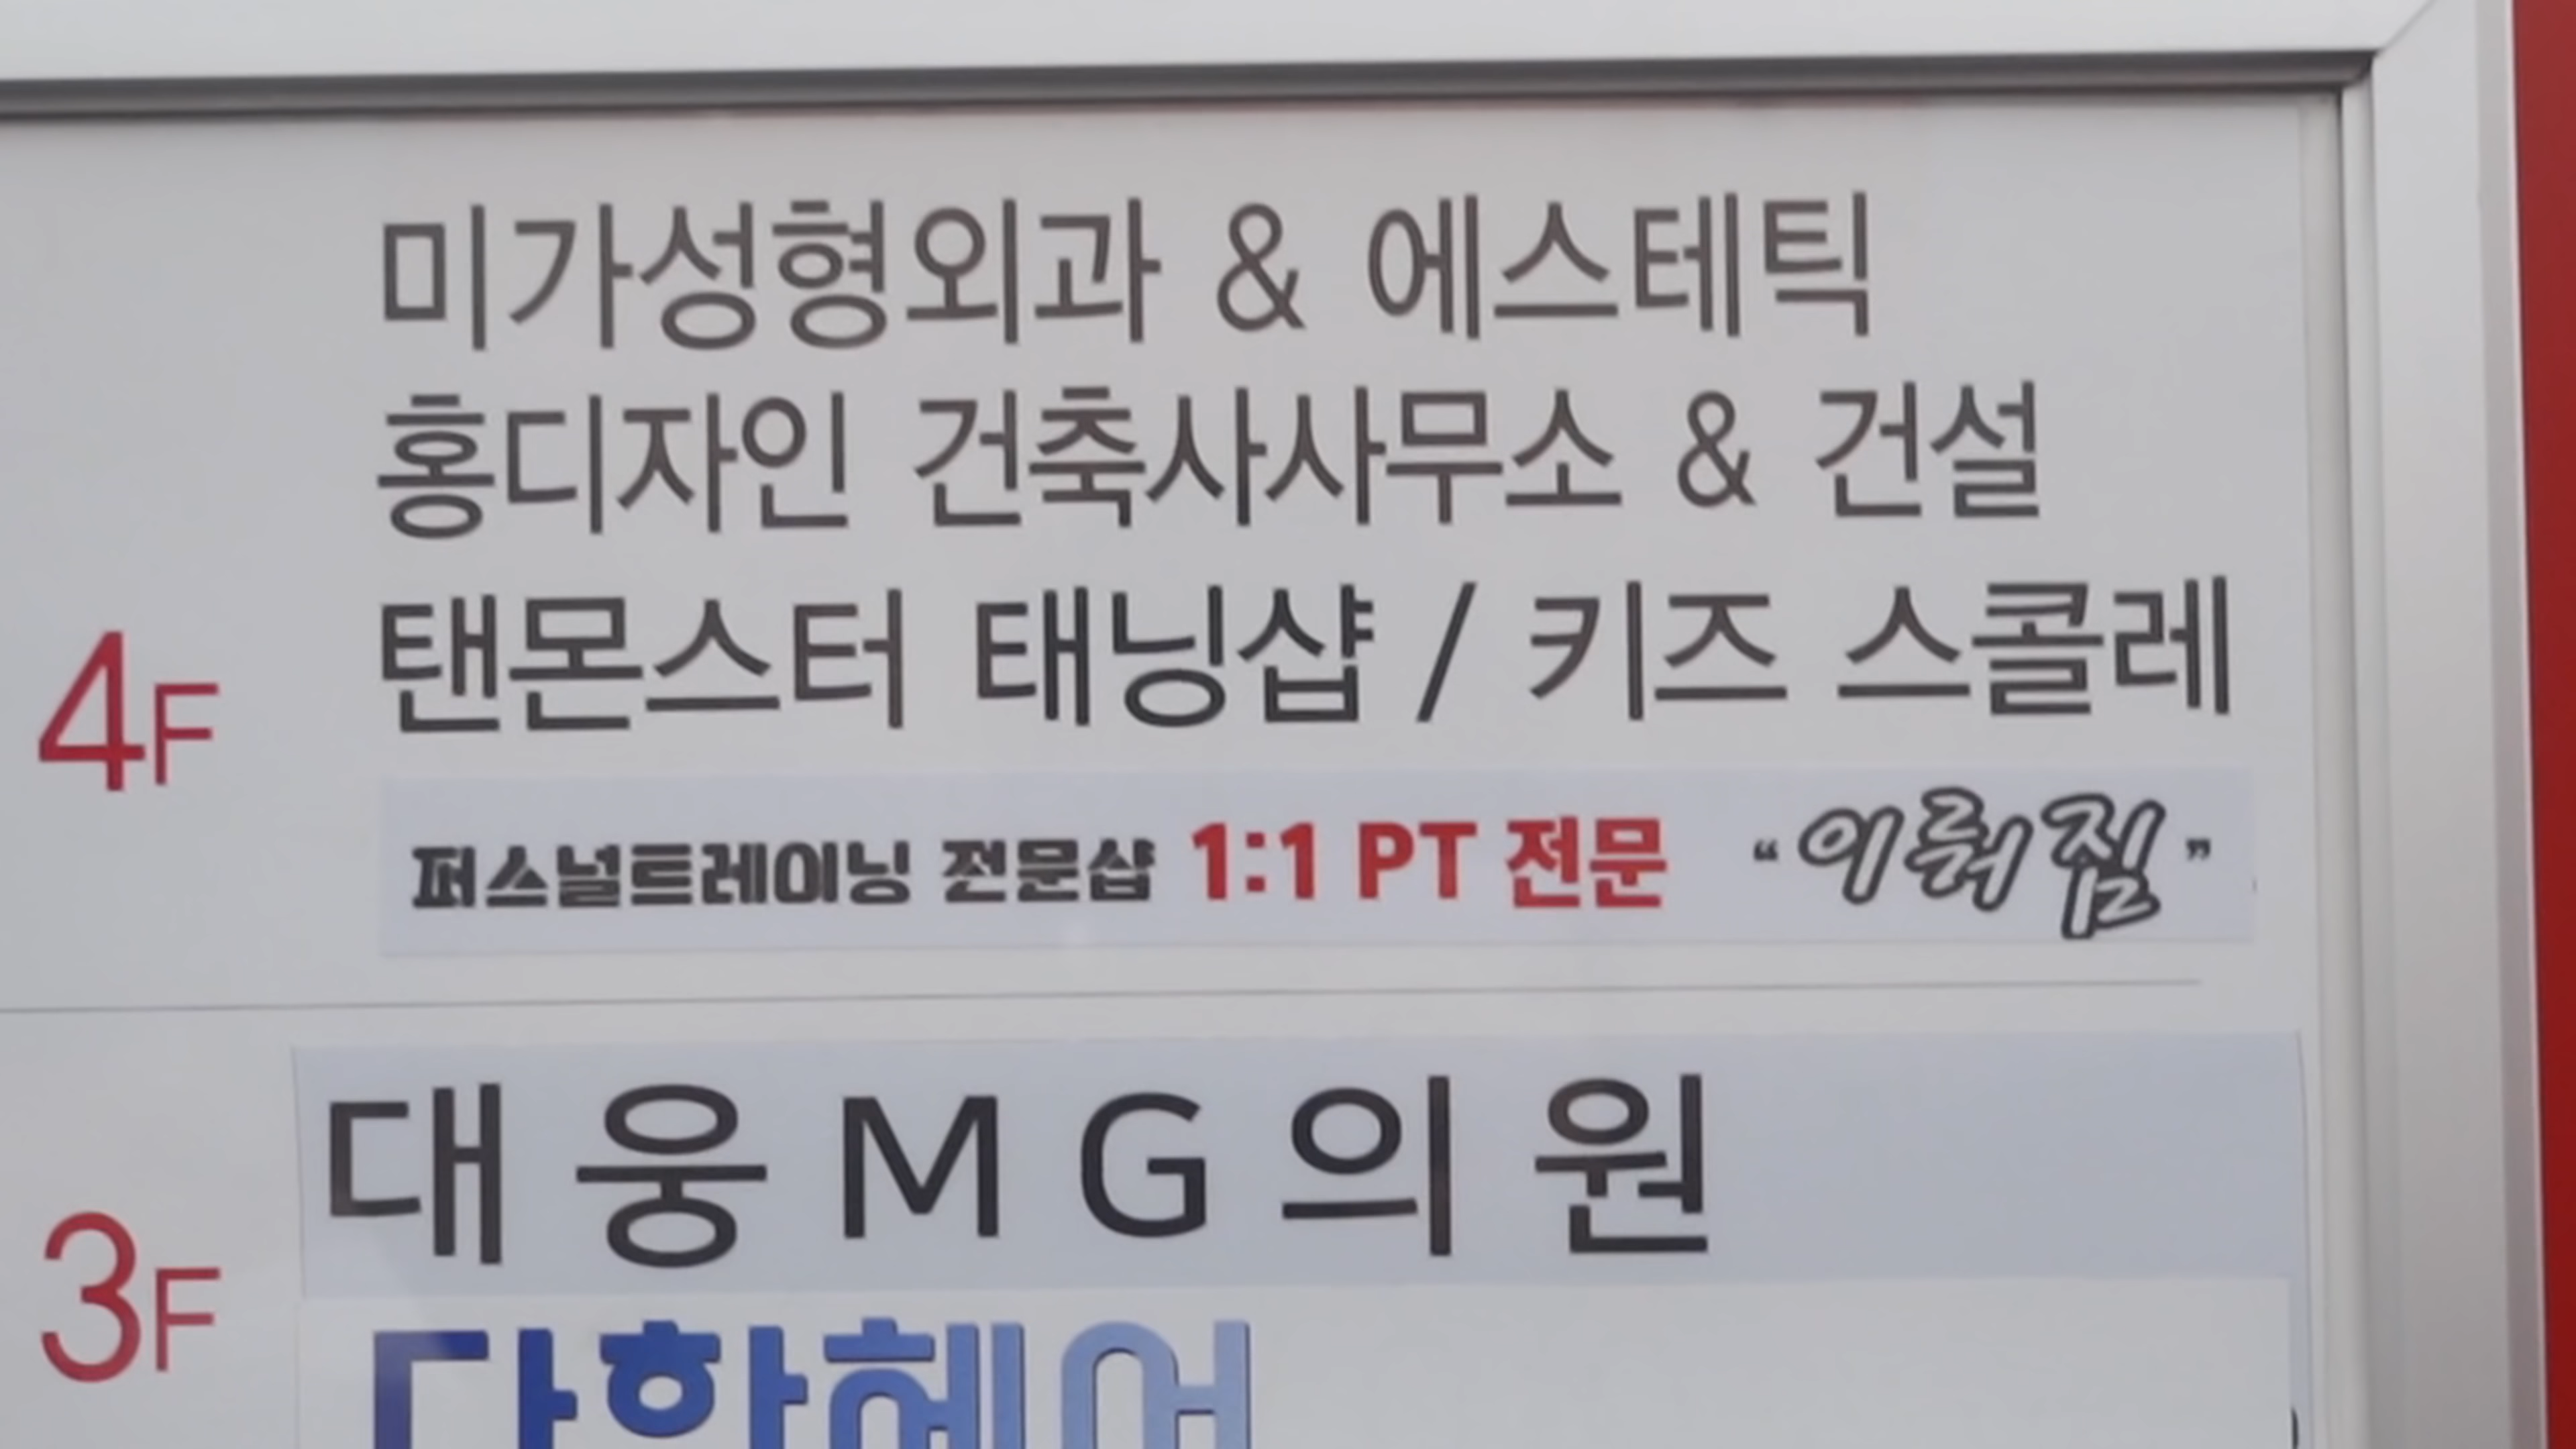 미가성형외과 & 에스테틱
홍디자인 건축사사무소 & 건설
탠몬스터 태닝샵 / 키즈 스콜레
4F
퍼스널트레이닝 전문샵 1:1 PT 전문 "이뤄짐"
대웅MG의원
3F